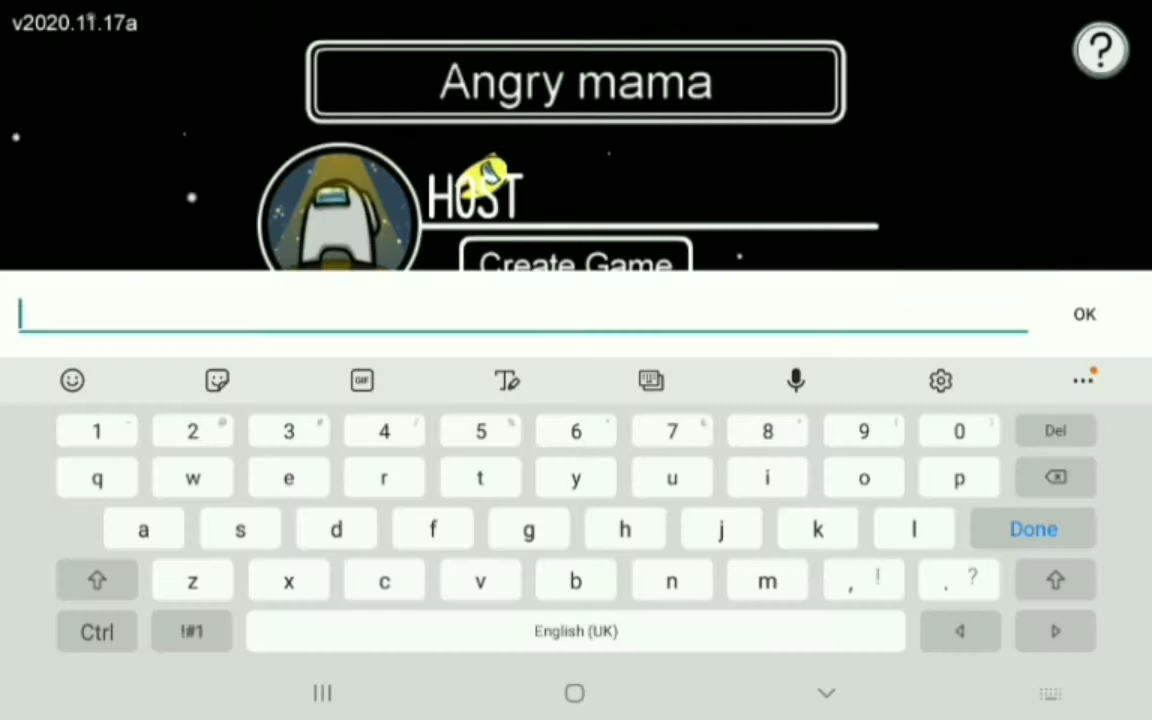 v2020.11.17a
?
Angry mama
HOST
Create Game
OK
GIF
1 2 3 4 5 6 7 8 9 0 Del
q w e r t y u i o p
a s d f g h j k l Done
z x c v b n m , ! . ?
Ctrl !#1 English (UK)